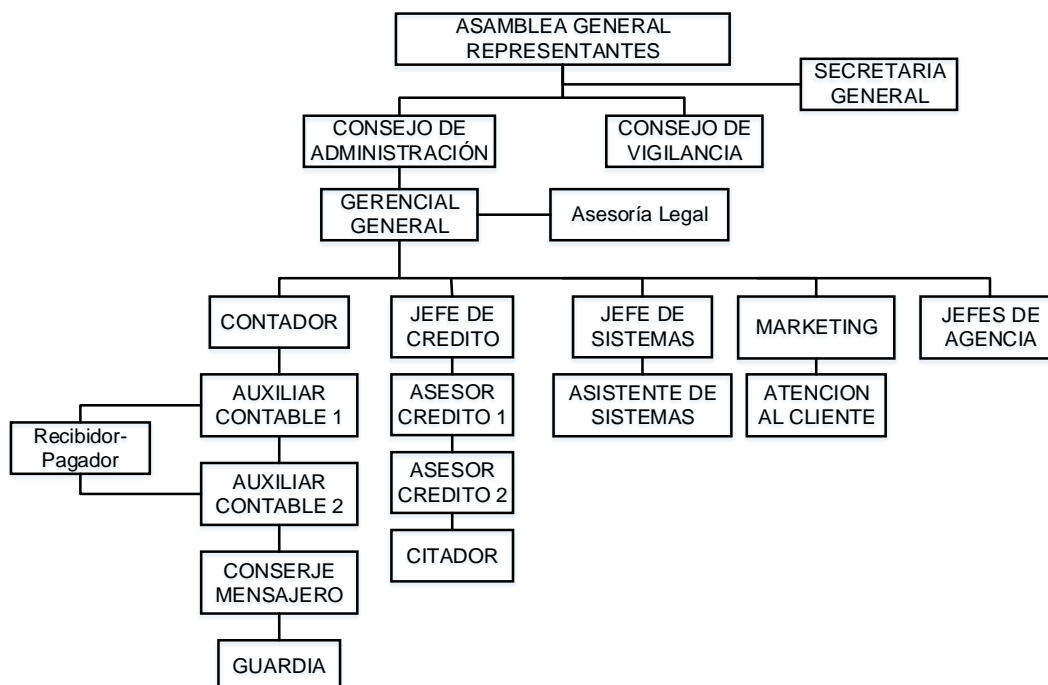 ASAMBLEA GENERAL
REPRESENTANTES
SECRETARIA
GENERAL
CONSEJO DE
ADMINISTRACIÓN
CONSEJO DE
VIGILANCIA
GERENCIAL
GENERAL
Asesoría Legal
CONTADOR
JEFE DE
CREDITO
JEFE DE
SISTEMAS
MARKETING
JEFES DE
AGENCIA
AUXILIAR
CONTABLE 1
ASESOR
CREDITO 1
ASISTENTE DE
SISTEMAS
ATENCION
AL CLIENTE
Recibidor-
Pagador
AUXILIAR
CONTABLE 2
ASESOR
CREDITO 2
CONSERJE
MENSAJERO
CITADOR
GUARDIA